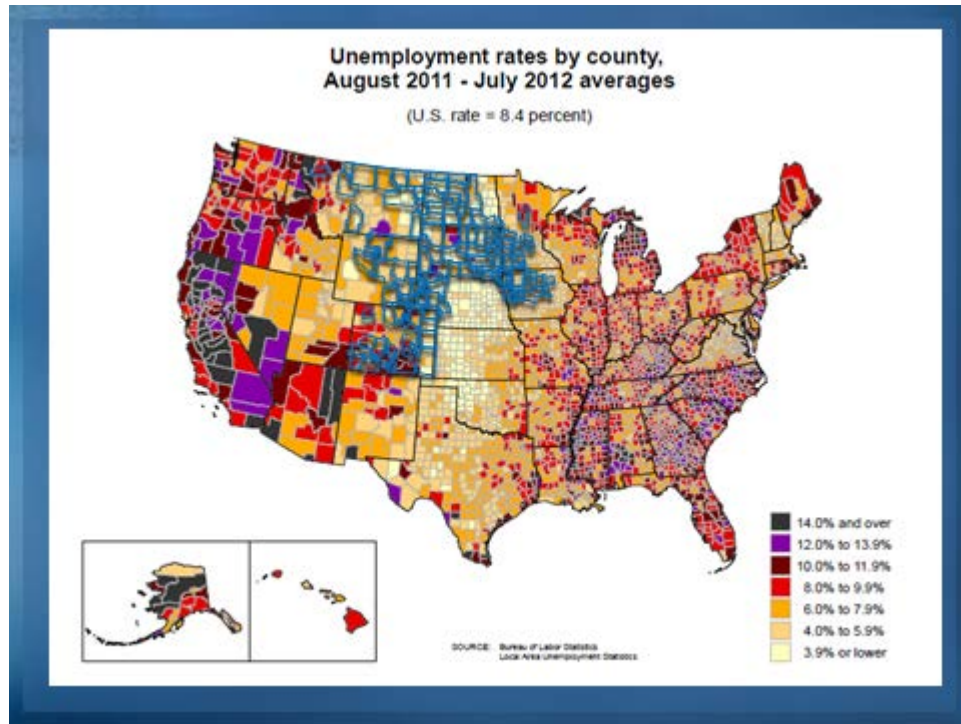 Unemployment rates by county,
August 2011 - July 2012 averages
(U.S. rate = 8.4 percent)
14.0% and over
12.0% to 13.9%
10.0% to 11.9%
8.0% to 9.9%
6.0% to 7.9%
4.0% to 5.9%
3.9% or lower
SOURCE: Bureau of Labor Statistics
Local Area Unemployment Statistics